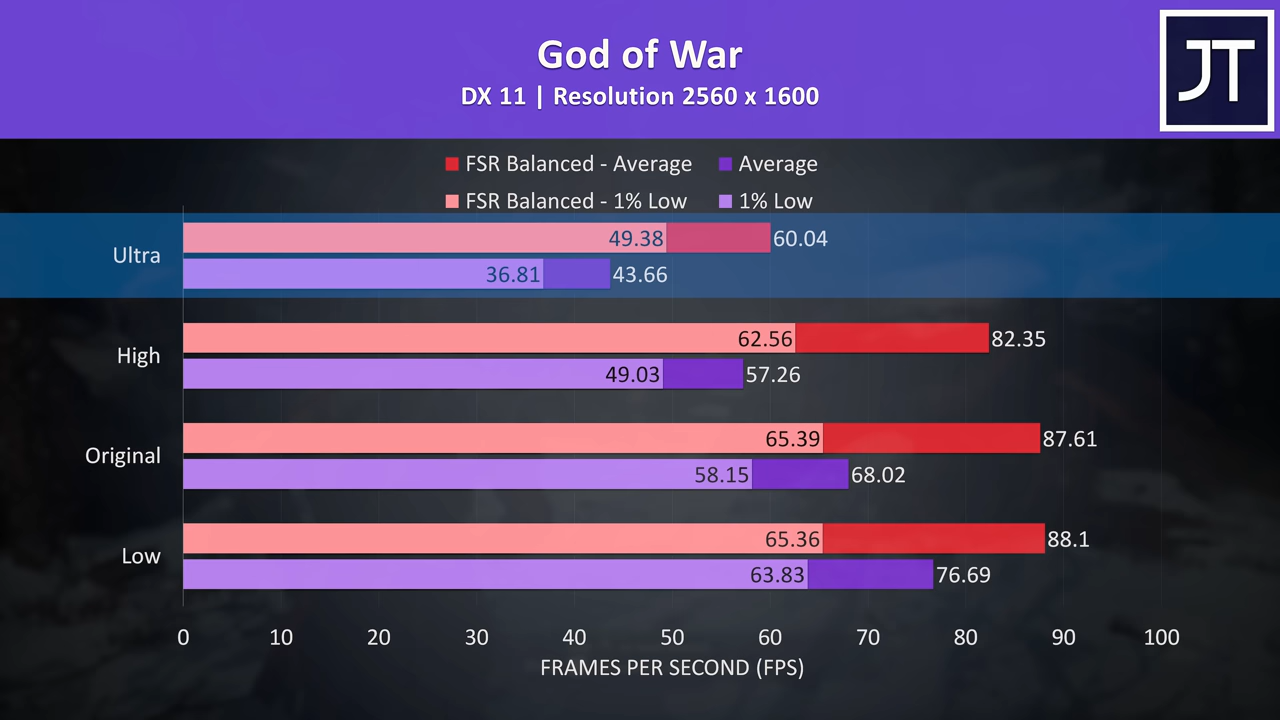 God of War
DX 11 | Resolution 2560 x 1600
JT
FSR Balanced - Average Average
FSR Balanced - 1% Low 1% Low
Ultra 49.38 60.04
36.81 43.66
High 62.56 82.35
49.03 57.26
Original 65.39 87.61
58.15 68.02
Low 65.36 88.1
63.83 76.69
0 10 20 30 40 50 60 70 80 90 100
FRAMES PER SECOND (FPS)